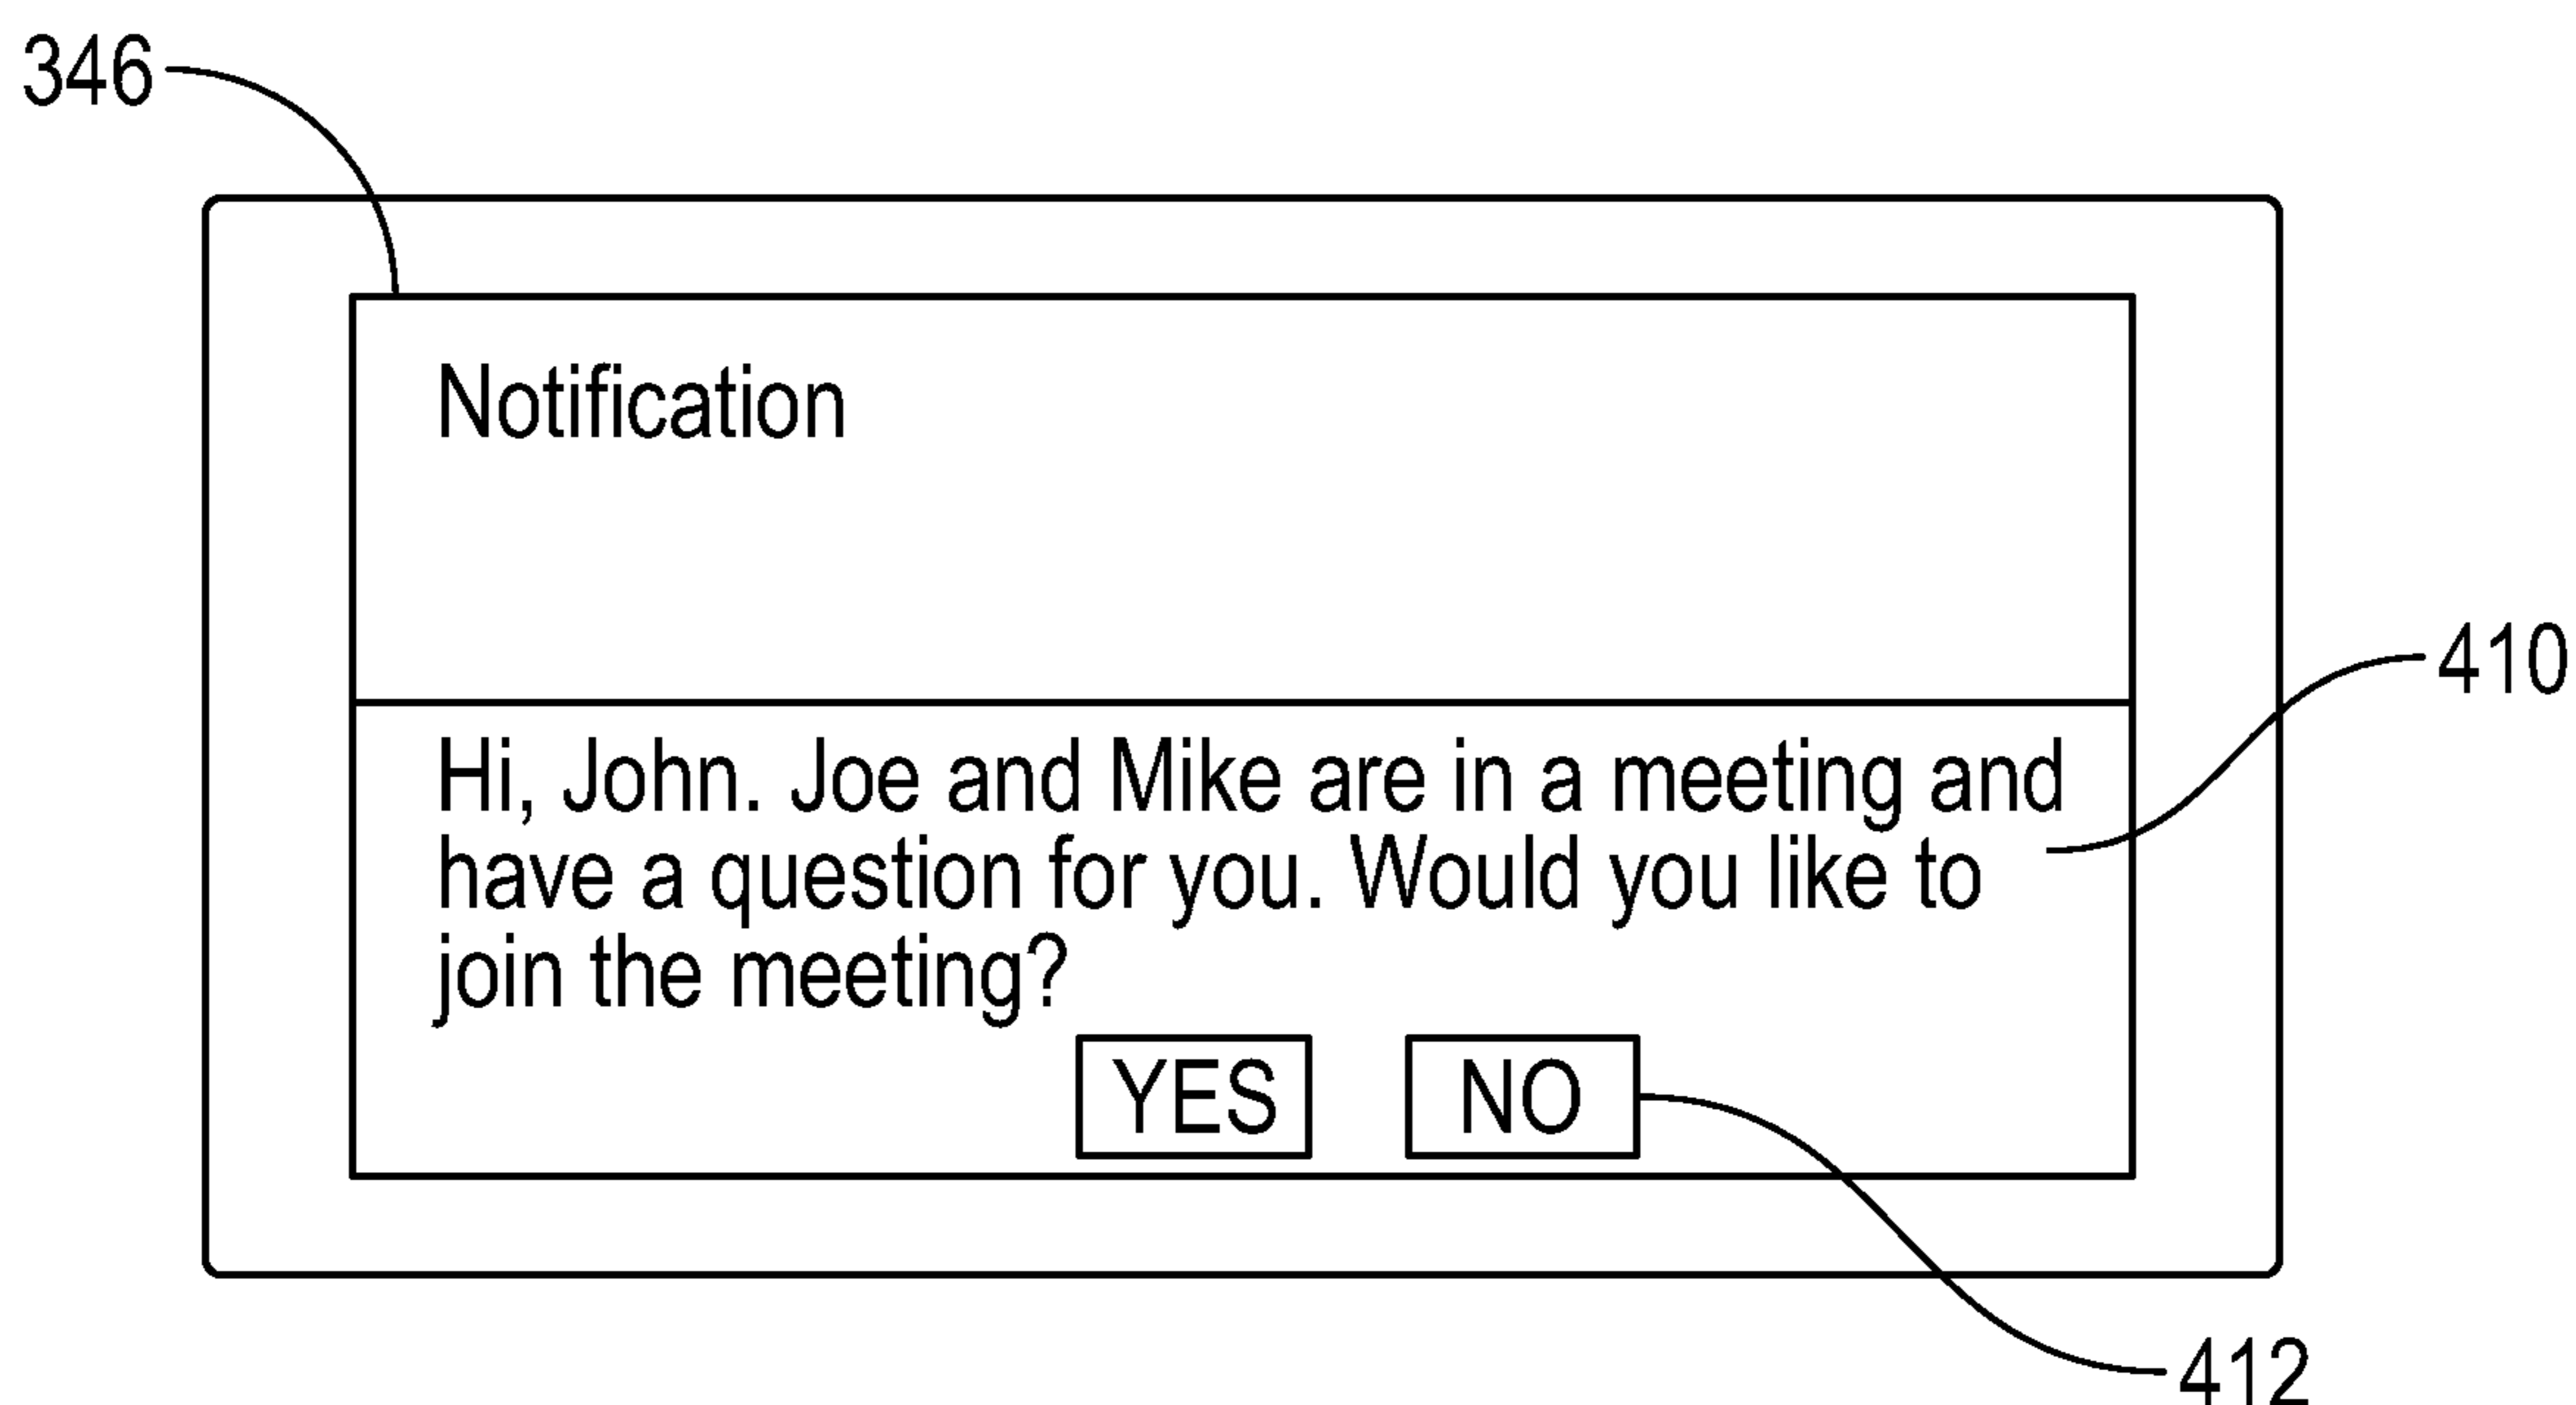 346
Notification
410
Hi, John. Joe and Mike are in a meeting and
have a question for you. Would you like to
join the meeting?
YES NO
412